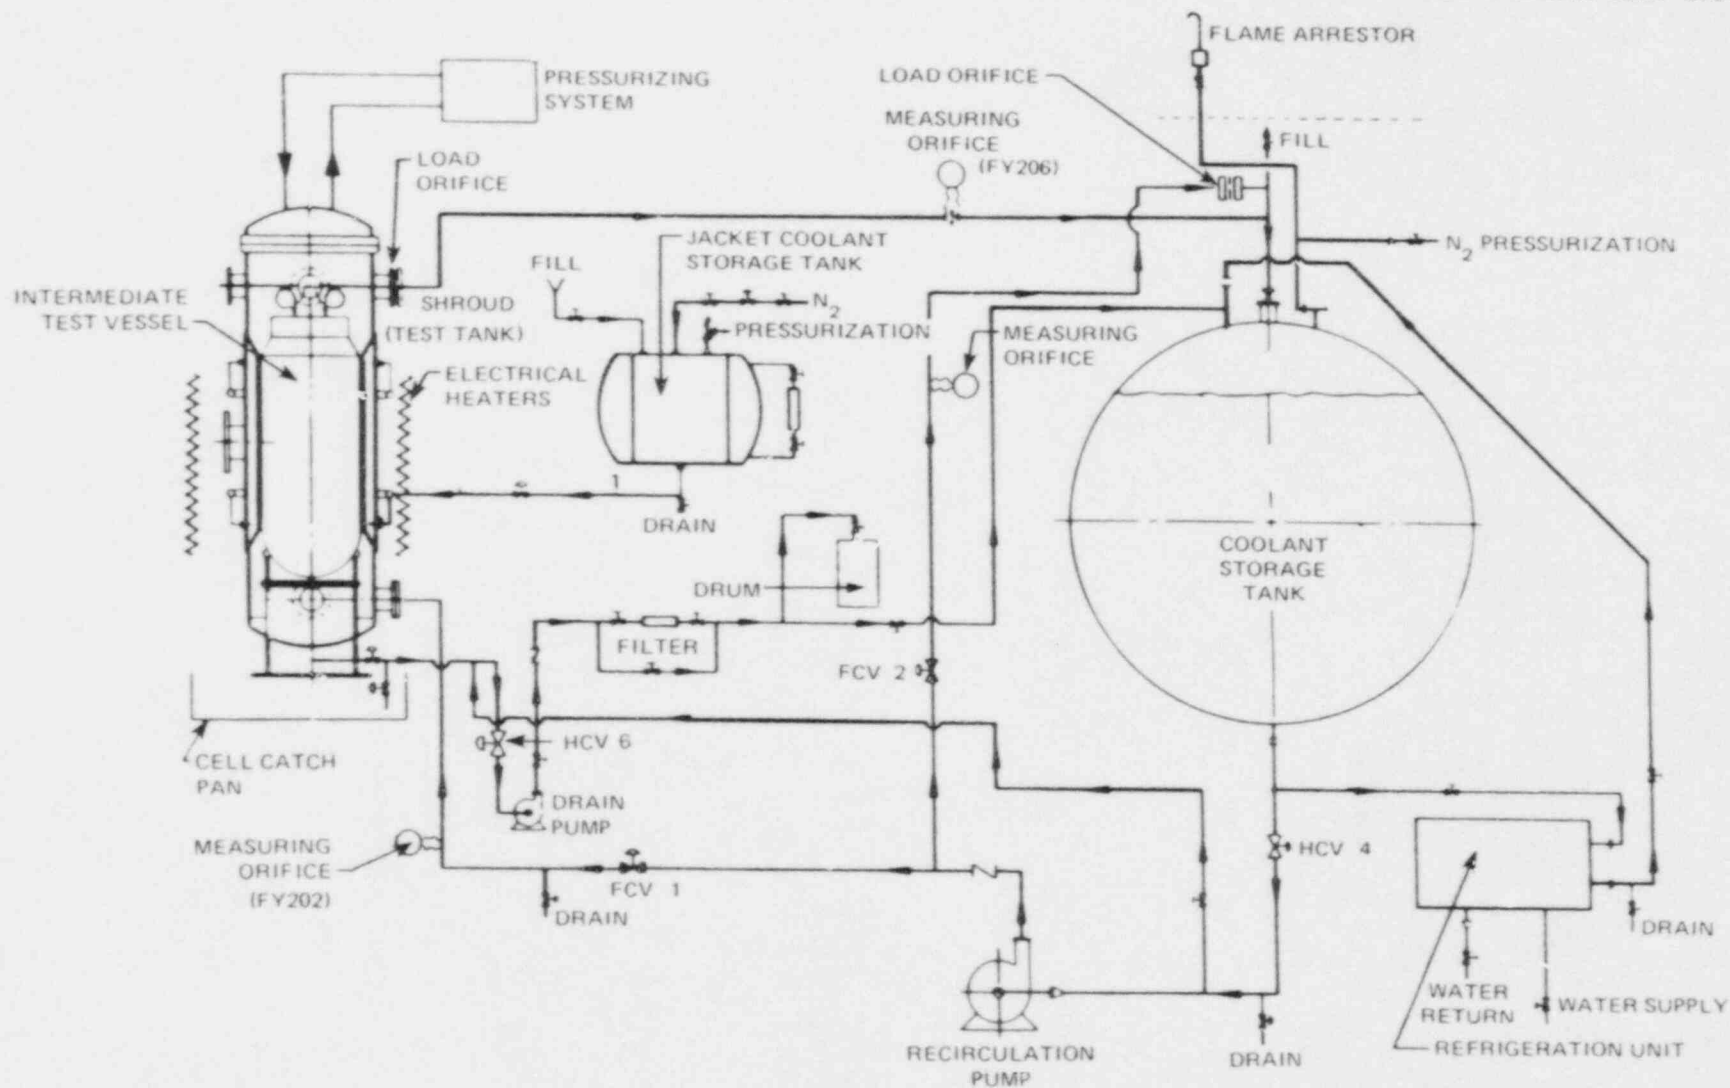 FLAME ARRESTOR
PRESSURIZING
SYSTEM
LOAD ORIFICE
MEASURING
ORIFICE
(FY206)
FILL
LOAD
ORIFICE
JACKET COOLANT
STORAGE TANK
N2 PRESSURIZATION
FILL
INTERMEDIATE
TEST VESSEL
SHROUD
(TEST TANK)
N2
PRESSURIZATION
MEASURING
ORIFICE
ELECTRICAL
HEATERS
1
DRAIN
COOLANT
STORAGE
TANK
DRUM
FILTER
FCV 2
HCV 6
CELL CATCH
PAN
DRAIN
PUMP
MEASURING
ORIFICE
(FY202)
HCV 4
FCV 1
DRAIN
DRAIN
WATER
RETURN
WATER SUPPLY
RECIRCULATION
PUMP
DRAIN
REFRIGERATION UNIT